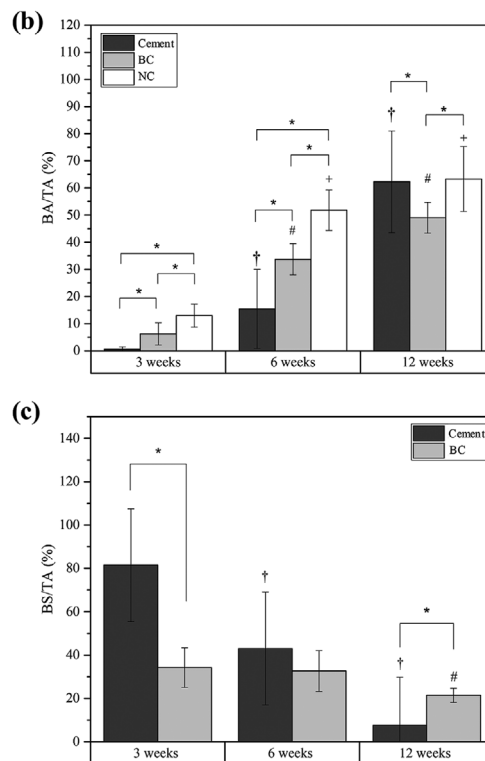 (b)
120
110
100
90
80
70
60
50
40
30
20
10
0
BA/TA (%)
Cement
BC
NC
*
*
*
*
*
*
*
*
†
#
+
†
#
+
3 weeks
6 weeks
12 weeks
(c)
140
120
100
80
60
40
20
0
BS/TA (%)
Cement
BC
*
†
*
†
#
3 weeks
6 weeks
12 weeks